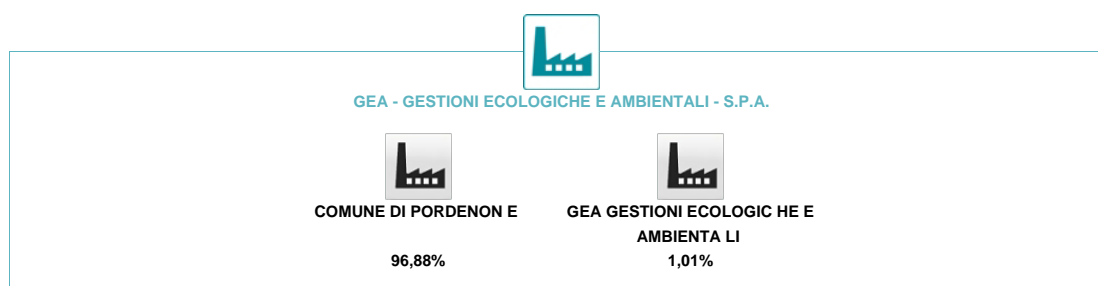 GEA - GESTIONI ECOLOGICHE E AMBIENTALI - S.P.A.
COMUNE DI PORDENON E
96,88%
GEA GESTIONI ECOLOGIC HE E
AMBIENTA LI
1,01%